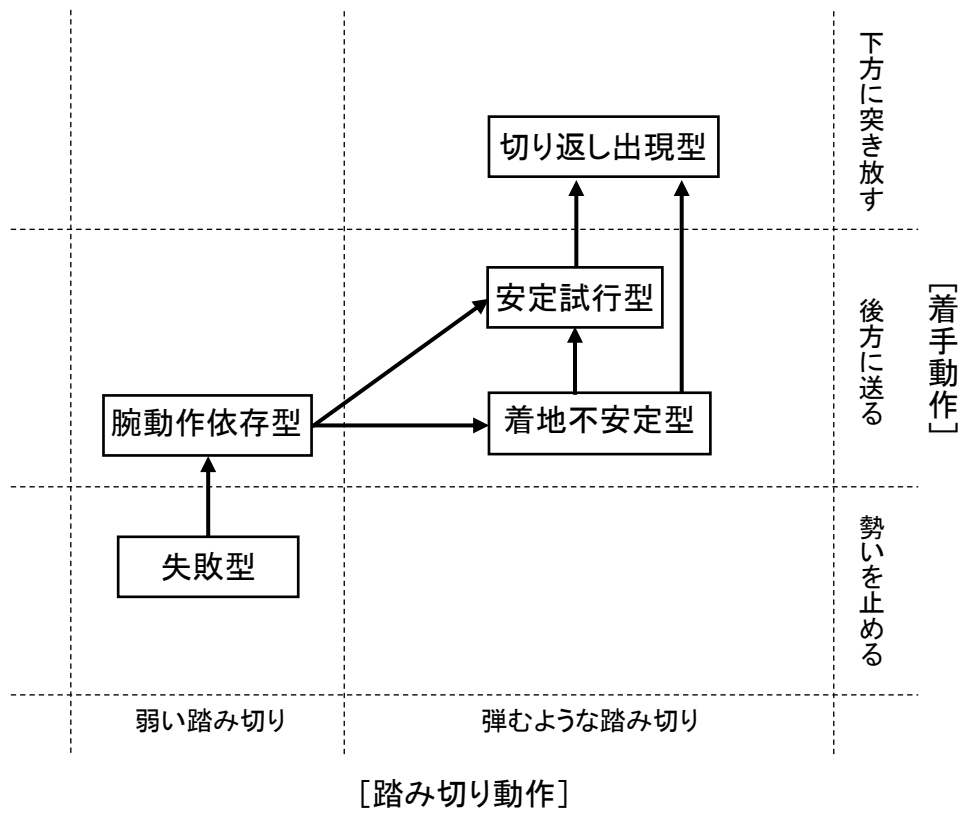 下方に突き放す
切り返し出現型
安定試行型
後方に送る
[着手動作]
腕動作依存型
着地不安定型
失敗型
勢いを止める
弱い踏み切り
弾むような踏み切り
[踏み切り動作]